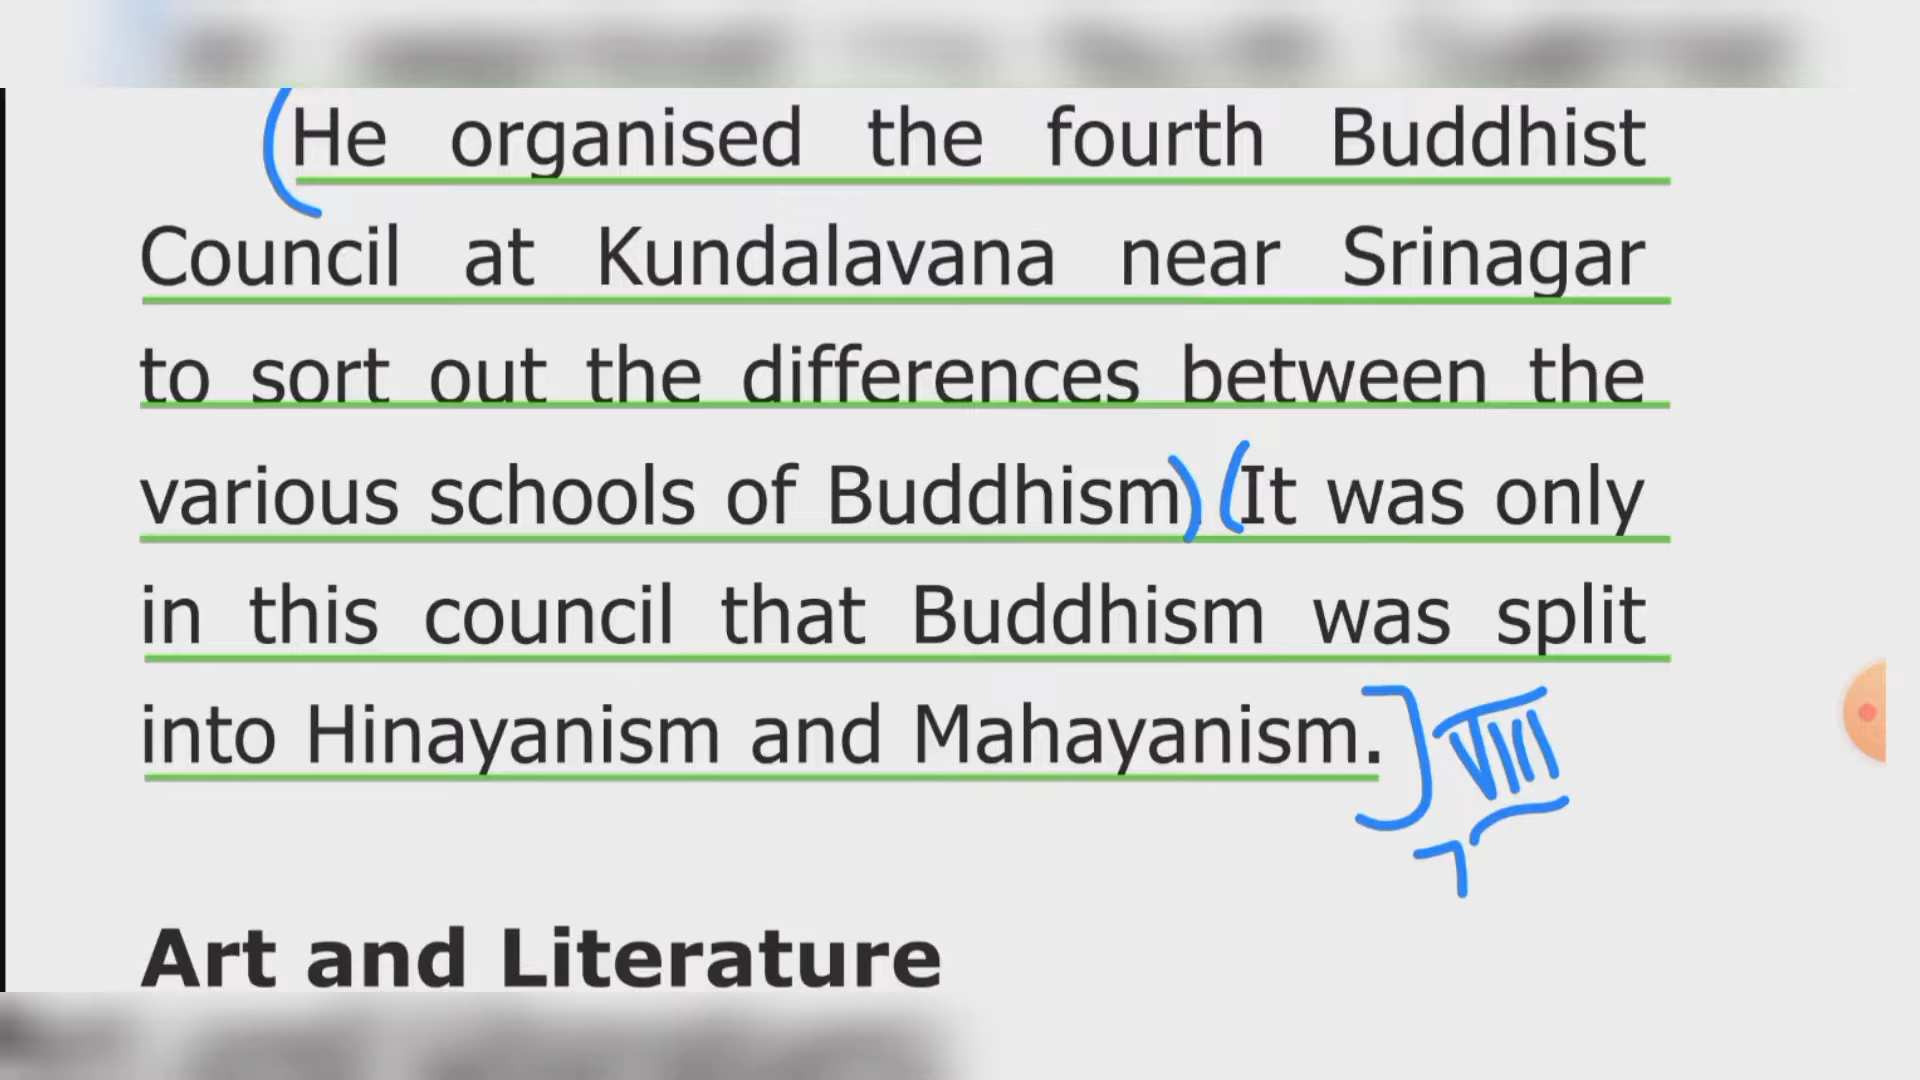 He organised the fourth Buddhist
Council at Kundalavana near Srinagar
to sort out the differences between the
various schools of Buddhism. It was only
in this council that Buddhism was split
into Hinayanism and Mahayanism.
VIII
Art and Literature